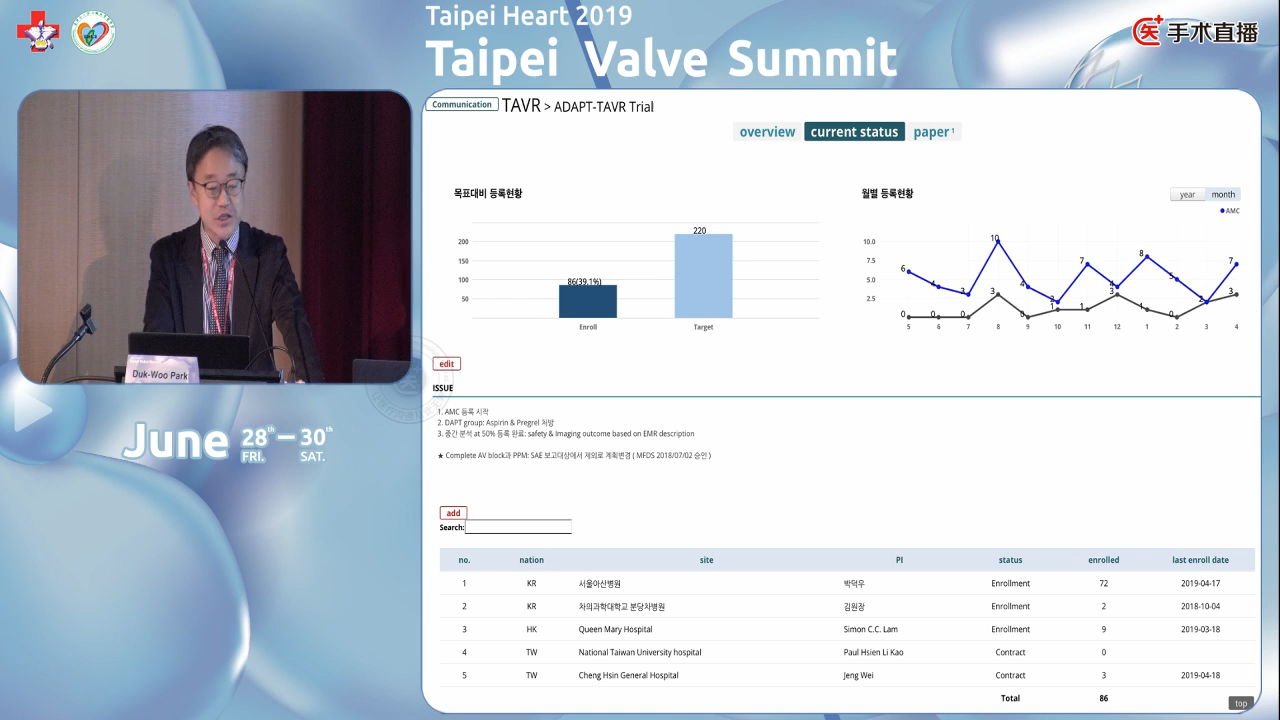 Taipei Heart 2019
Taipei Valve Summit
手术直播
Communication TAVR > ADAPT-TAVR Trial
overview current status paper 1
목표대비 등록현황
200
150
100
50
86(39.1%)
220
Enroll Target
월별 등록현황
year month
AMC
10.0
7.5
5.0
2.5
6 4 3 10 4 2 7 4 8 5 2 7
0 0 0 3 0 1 1 3 1 0 3
5 6 7 8 9 10 11 12 1 2 3 4
edit
ISSUE
1. AMC 등록 시작
2. DAPT group: Aspirin & Pregrel 처방
3. 중간 분석 at 50% 등록 완료: safety & Imaging outcome based on EMR description
★ Complete AV block과 PPM: SAE 보고대상에서 제외로 계획변경 ( MFDS 2018/07/02 승인 )
add
Search:
no. nation site PI status enrolled last enroll date
1 KR 서울아산병원 박덕우 Enrollment 72 2019-04-17
2 KR 차의과학대학교 분당차병원 김원장 Enrollment 2 2018-10-04
3 HK Queen Mary Hospital Simon C.C. Lam Enrollment 9 2019-03-18
4 TW National Taiwan University hospital Paul Hsien Li Kao Contract 0
5 TW Cheng Hsin General Hospital Jeng Wei Contract 3 2019-04-18
Total 86
top
Duk-Woo Park
June 28th — 30th
FRI. SAT.